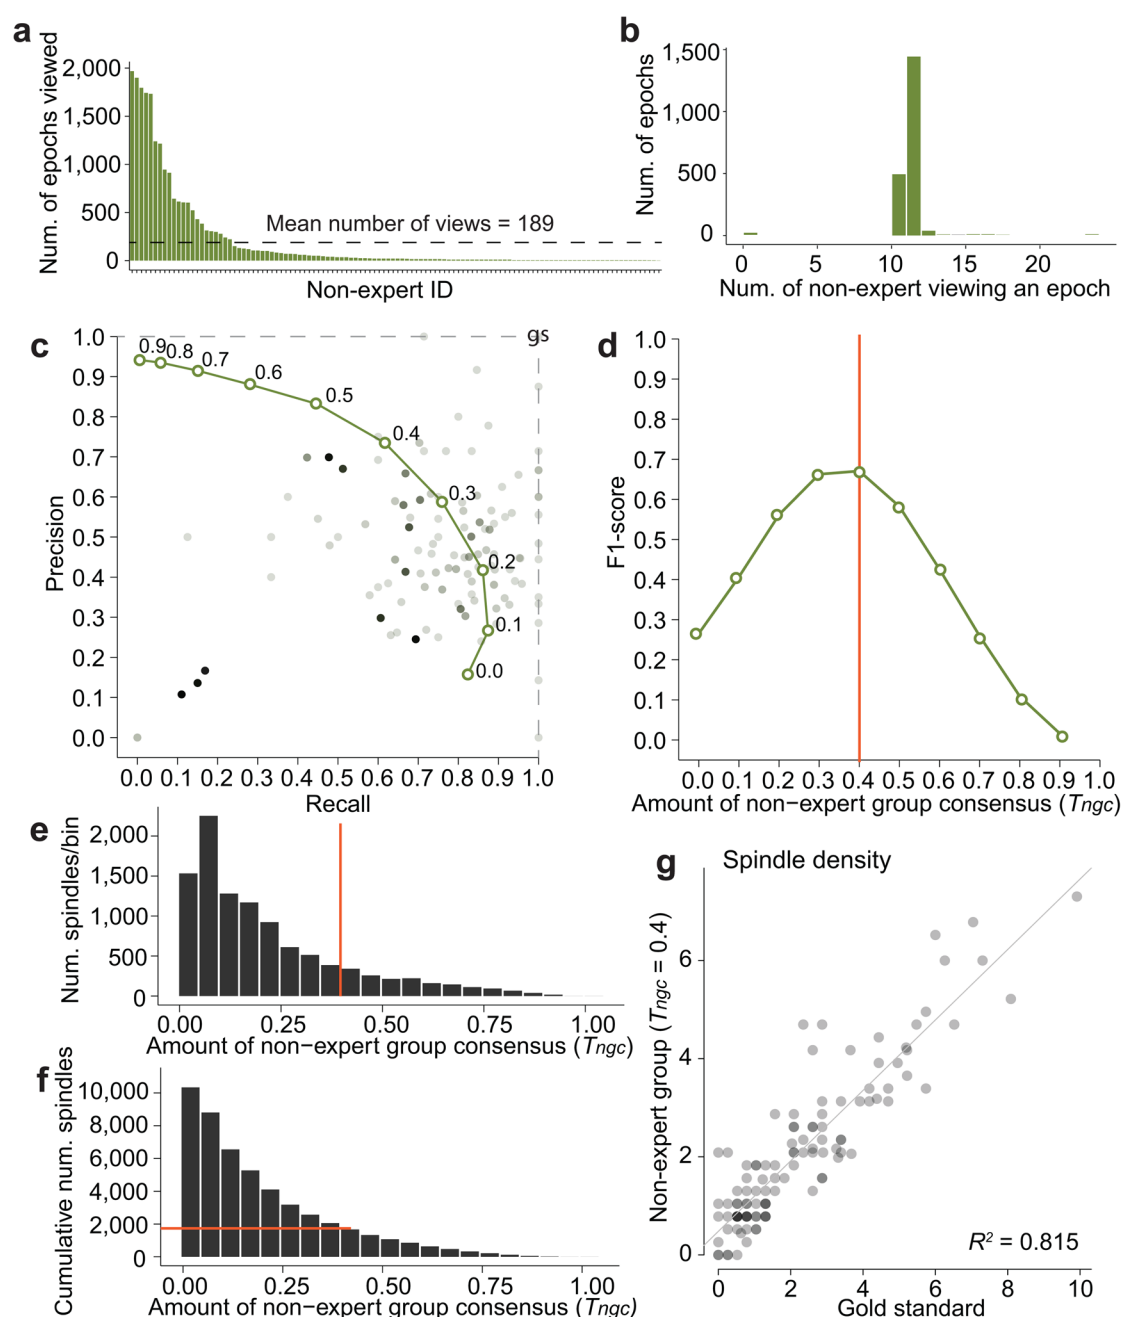 a
Num. of epochs viewed
2,000
1,500
1,000
500
0
Mean number of views = 189
Non-expert ID
b
Num. of epochs
1,500
1,000
500
0
0 5 10 15 20
Num. of non-expert viewing an epoch
c
Precision
1.0
0.9
0.8
0.7
0.6
0.5
0.4
0.3
0.2
0.1
0.0
gs
0.9
0.8
0.7
0.6
0.5
0.4
0.3
0.2
0.1
0.0
0.0 0.1 0.2 0.3 0.4 0.5 0.6 0.7 0.8 0.9 1.0
Recall
d
F1-score
1.0
0.9
0.8
0.7
0.6
0.5
0.4
0.3
0.2
0.1
0.0
0.0 0.1 0.2 0.3 0.4 0.5 0.6 0.7 0.8 0.9 1.0
Amount of non−expert group consensus (Tngc)
e
Num. spindles/bin
2,000
1,500
1,000
500
0
0.00 0.25 0.50 0.75 1.00
Amount of non−expert group consensus (Tngc)
f
Cumulative num. spindles
10,000
8,000
6,000
4,000
2,000
0
0.00 0.25 0.50 0.75 1.00
Amount of non−expert group consensus (Tngc)
g
Spindle density
Non-expert group (Tngc = 0.4)
6
4
2
0
R² = 0.815
0 2 4 6 8 10
Gold standard